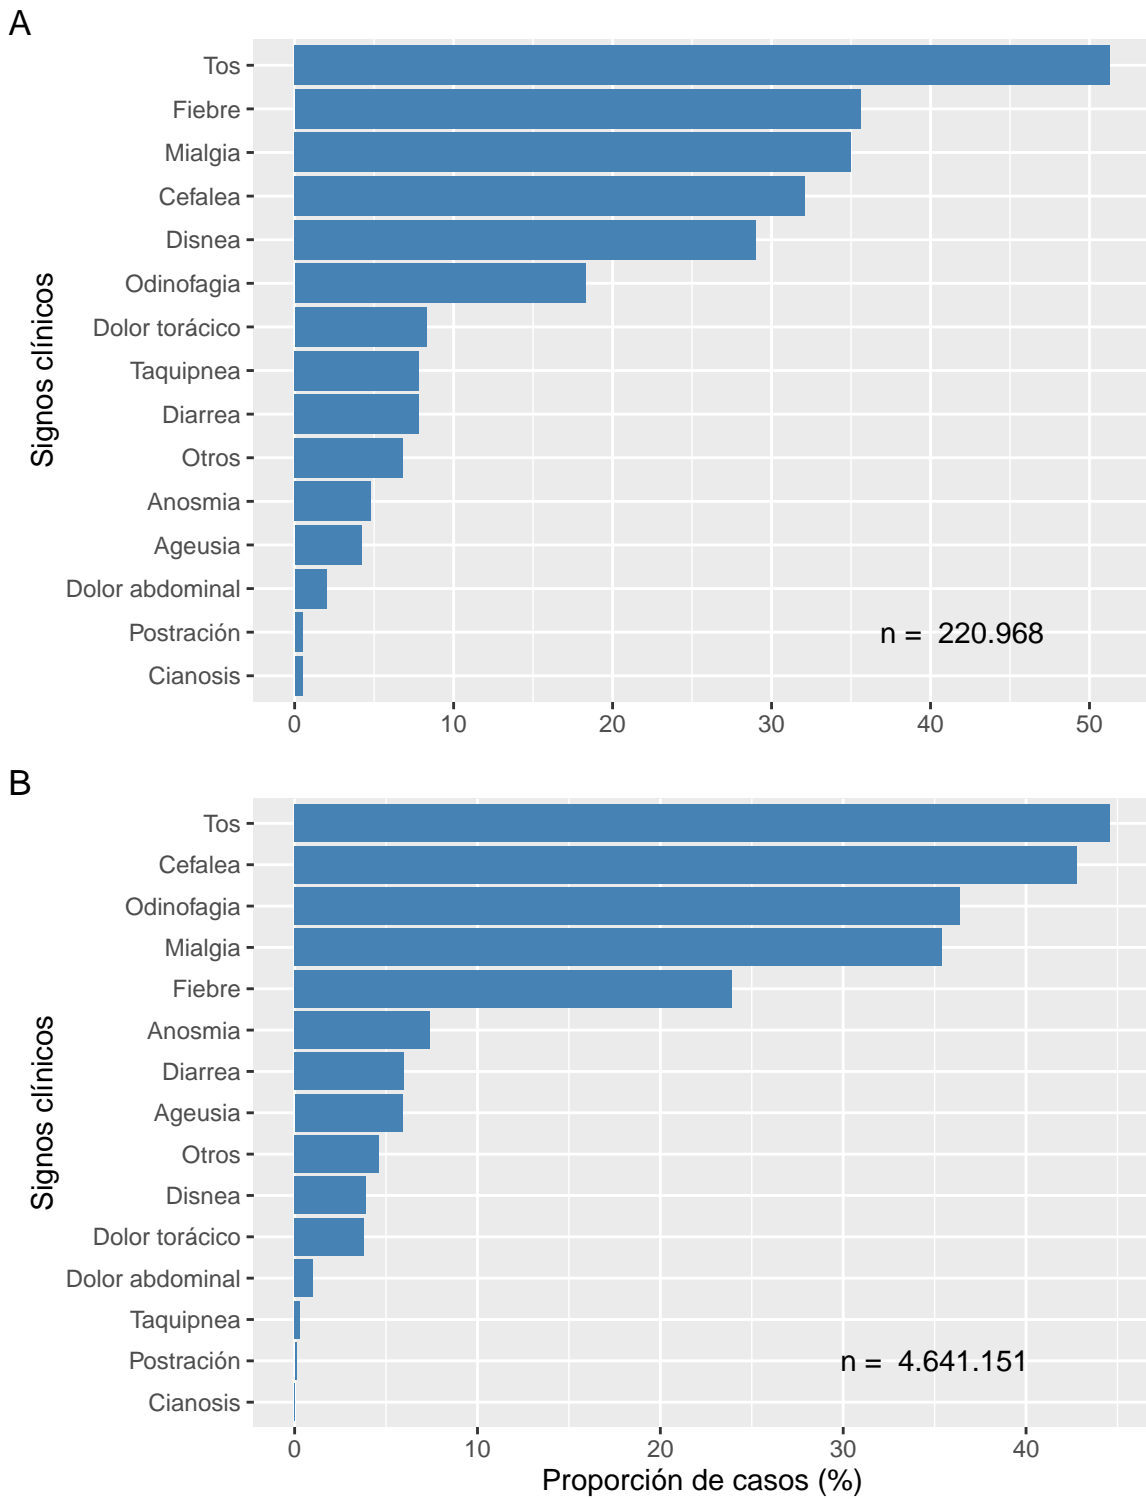 A
Tos
Fiebre
Mialgia
Cefalea
Disnea
Odinofagia
Dolor torácico
Taquipnea
Diarrea
Otros
Anosmia
Ageusia
Dolor abdominal
Postración
Cianosis
Signos clínicos
n = 220.968
0 10 20 30 40 50
B
Tos
Cefalea
Odinofagia
Mialgia
Fiebre
Anosmia
Diarrea
Ageusia
Otros
Disnea
Dolor torácico
Dolor abdominal
Taquipnea
Postración
Cianosis
Signos clínicos
n = 4.641.151
0 10 20 30 40
Proporción de casos (%)